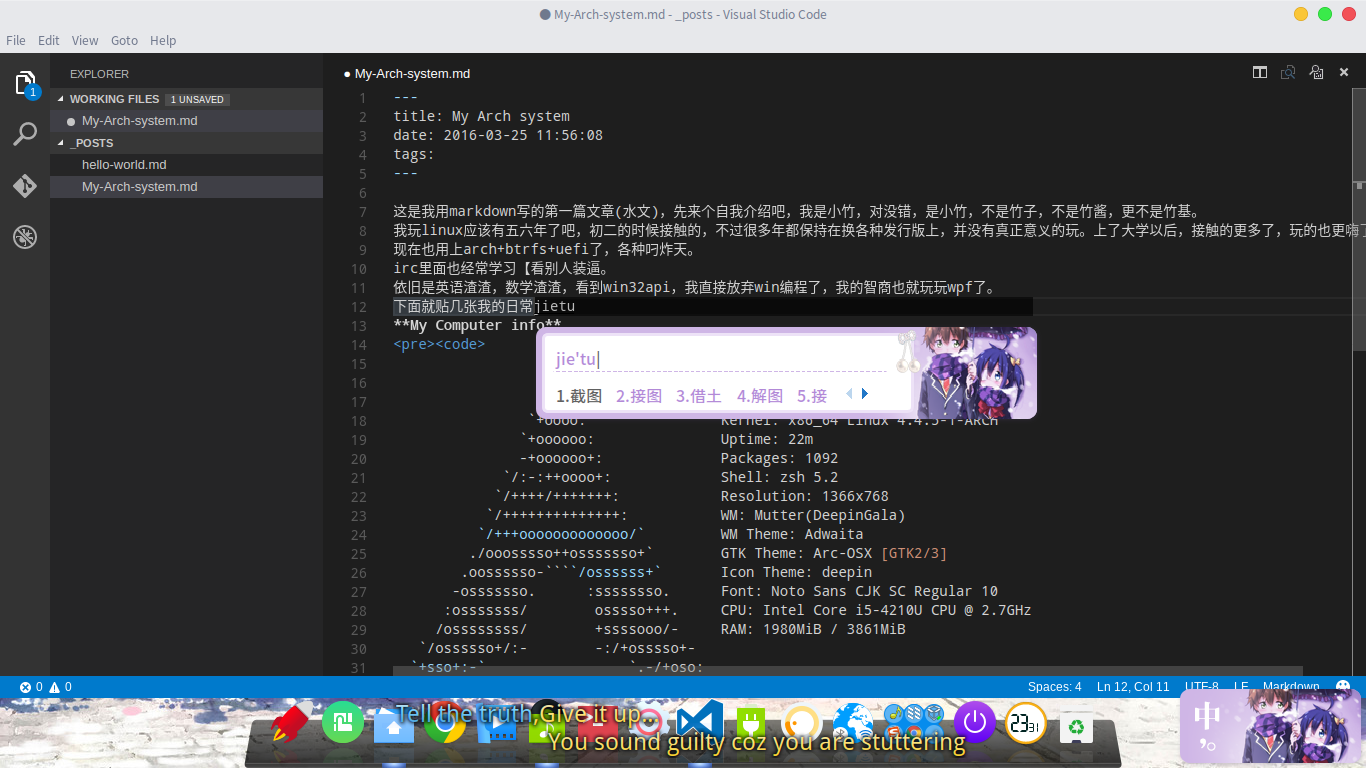 My-Arch-system.md - _posts - Visual Studio Code
File Edit View Goto Help
EXPLORER
WORKING FILES 1 UNSAVED
My-Arch-system.md
_POSTS
hello-world.md
My-Arch-system.md
1
My-Arch-system.md
1 ---
2 title: My Arch system
3 date: 2016-03-25 11:56:08
4 tags:
5 ---
6
7 这是我用markdown写的第一篇文章(水文)，先来个自我介绍吧，我是小竹，对没错，是小竹，不是竹子，不是竹酱，更不是竹基。
8 我玩linux应该有五六年了吧，初二的时候接触的，不过很多年都保持在换各种发行版上，并没有真正意义的玩。上了大学以后，接触的更多了，玩的也更嗨了
9 现在也用上arch+btrfs+uefi了，各种叼炸天。
10 irc里面也经常学习【看别人装逼。
11 依旧是英语渣渣，数学渣渣，看到win32api，我直接放弃win编程了，我的智商也就玩玩wpf了。
12 下面就贴几张我的日常jietu
13 **My Computer info**
14 <pre><code>
jie'tu
1.截图 2.接图 3.借土 4.解图 5.接
15
16
17
18 `+oooo: Kernel: x86_64 Linux 4.4.5-1-ARCH
19 `+oooooo: Uptime: 22m
20 -+oooooo+: Packages: 1092
21 `/:-:++oooo+: Shell: zsh 5.2
22 `/++++/+++++++: Resolution: 1366x768
23 `/++++++++++++++: WM: Mutter(DeepinGala)
24 `/+++ooooooooooooo/` WM Theme: Adwaita
25 ./ooosssso++osssssso+` GTK Theme: Arc-OSX [GTK2/3]
26 .oossssso-````/ossssss+` Icon Theme: deepin
27 -osssssso. :ssssssso. Font: Noto Sans CJK SC Regular 10
28 :osssssss/ osssso+++. CPU: Intel Core i5-4210U CPU @ 2.7GHz
29 /ossssssss/ +ssssooo/- RAM: 1980MiB / 3861MiB
30 `/ossssso+/:- -:/+osssso+-
31 `+sso+:-` `.-/+oso:
0 0 Spaces: 4 Ln 12, Col 11 UTF-8 LF Markdown
Tell the truth,Give it up...
You sound guilty coz you are stuttering
23 31
中